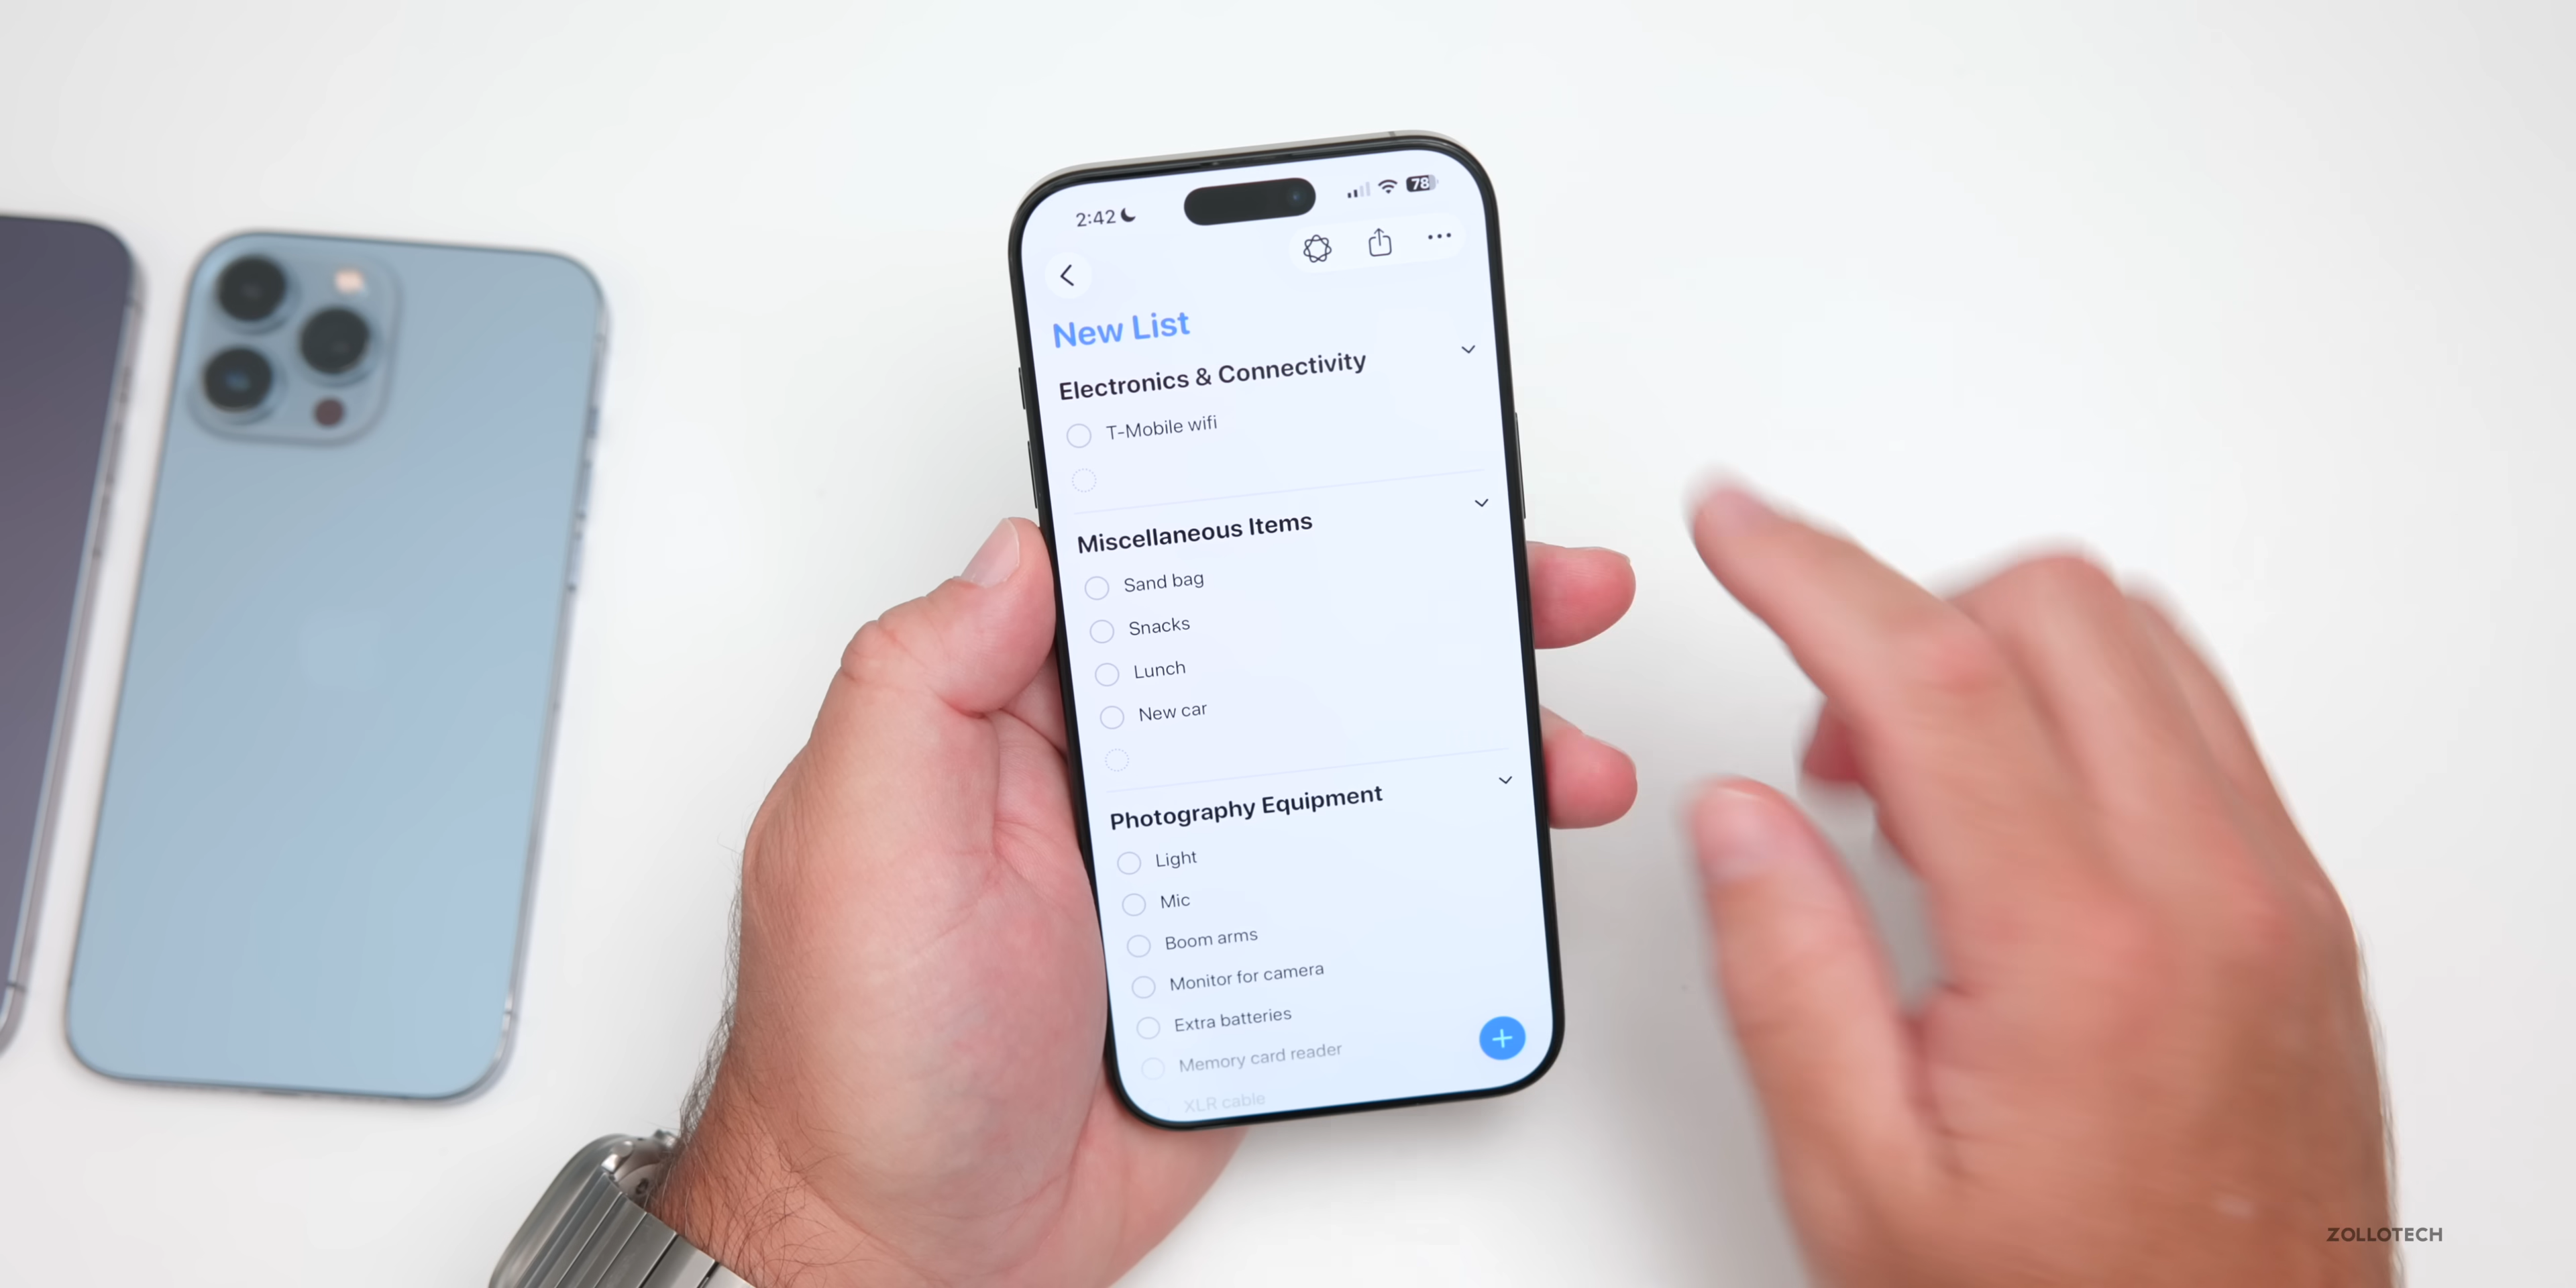 2:42
78
New List
Electronics & Connectivity
T-Mobile wifi
Miscellaneous Items
Sand bag
Snacks
Lunch
New car
Photography Equipment
Light
Mic
Boom arms
Monitor for camera
Extra batteries
Memory card reader
XLR cable
ZOLLOTECH